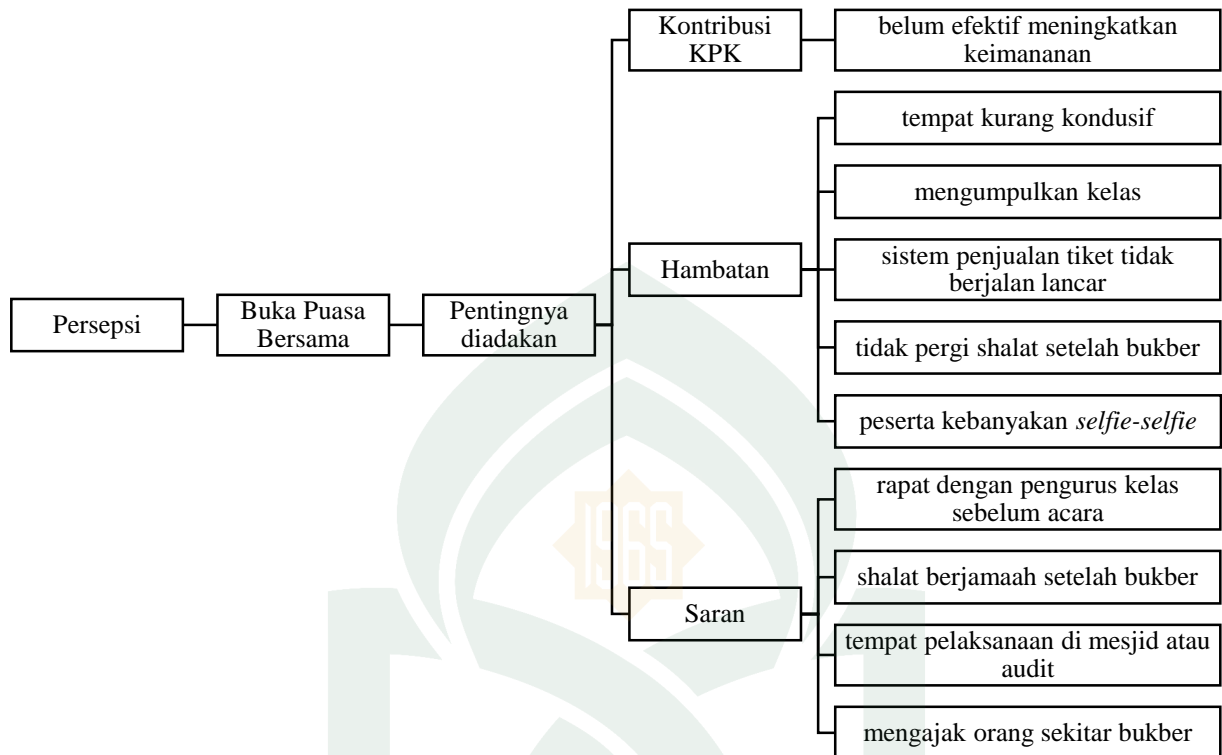 Persepsi
Buka Puasa
Bersama
Pentingnya
diadakan
Kontribusi
KPK
belum efektif meningkatkan
keimananan
Hambatan
tempat kurang kondusif
mengumpulkan kelas
sistem penjualan tiket tidak
berjalan lancar
tidak pergi shalat setelah bukber
peserta kebanyakan selfie-selfie
Saran
rapat dengan pengurus kelas
sebelum acara
shalat berjamaah setelah bukber
tempat pelaksanaan di mesjid atau
audit
mengajak orang sekitar bukber
1965